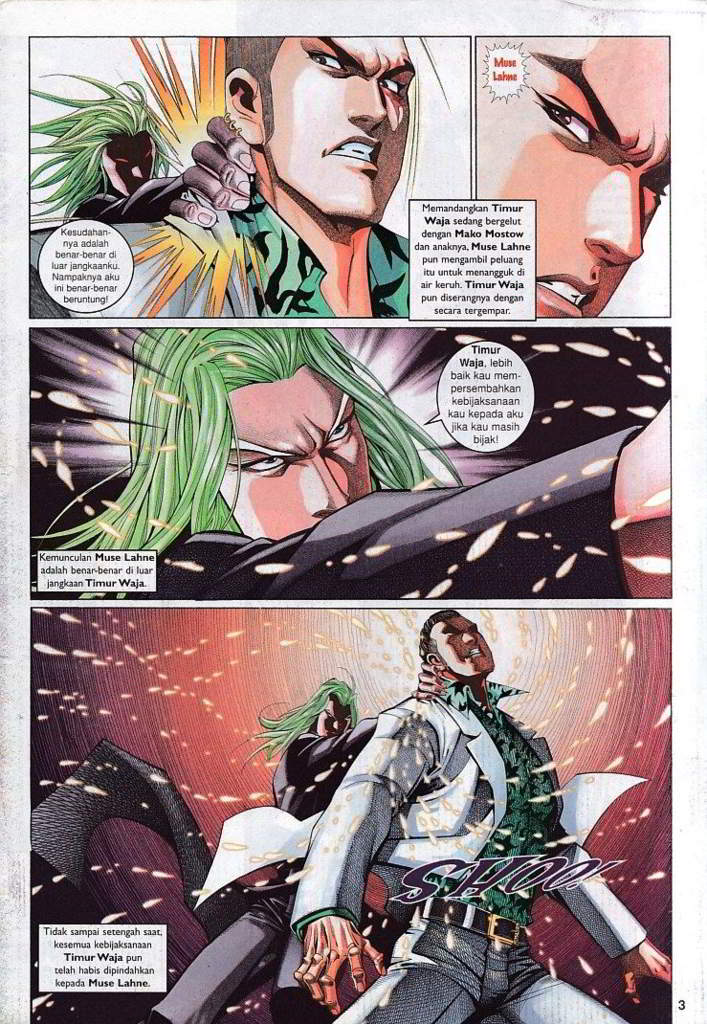 Kesudahan-
nya adalah
benar-benar di
luar jangkaanku.
Nampaknya aku
ini benar-benar
beruntung!
Muse
Lahne
Memandangkan Timur
Waja sedang bergelut
dengan Mako Mostow
dan anaknya, Muse Lahne
pun mengambil peluang
itu untuk menangguk di
air keruh. Timur Waja
pun diserangnya dengan
secara tergempar.
Timur
Waja, lebih
baik kau mem-
persembahkan
kebijaksanaan
kau kepada aku
jika kau masih
bijak!
Kemunculan Muse Lahne
adalah benar-benar di luar
jangkaan Timur Waja.
SHOO!
Tidak sampai setengah saat,
kesemua kebijaksanaan
Timur Waja pun
telah habis dipindahkan
kepada Muse Lahne.
3